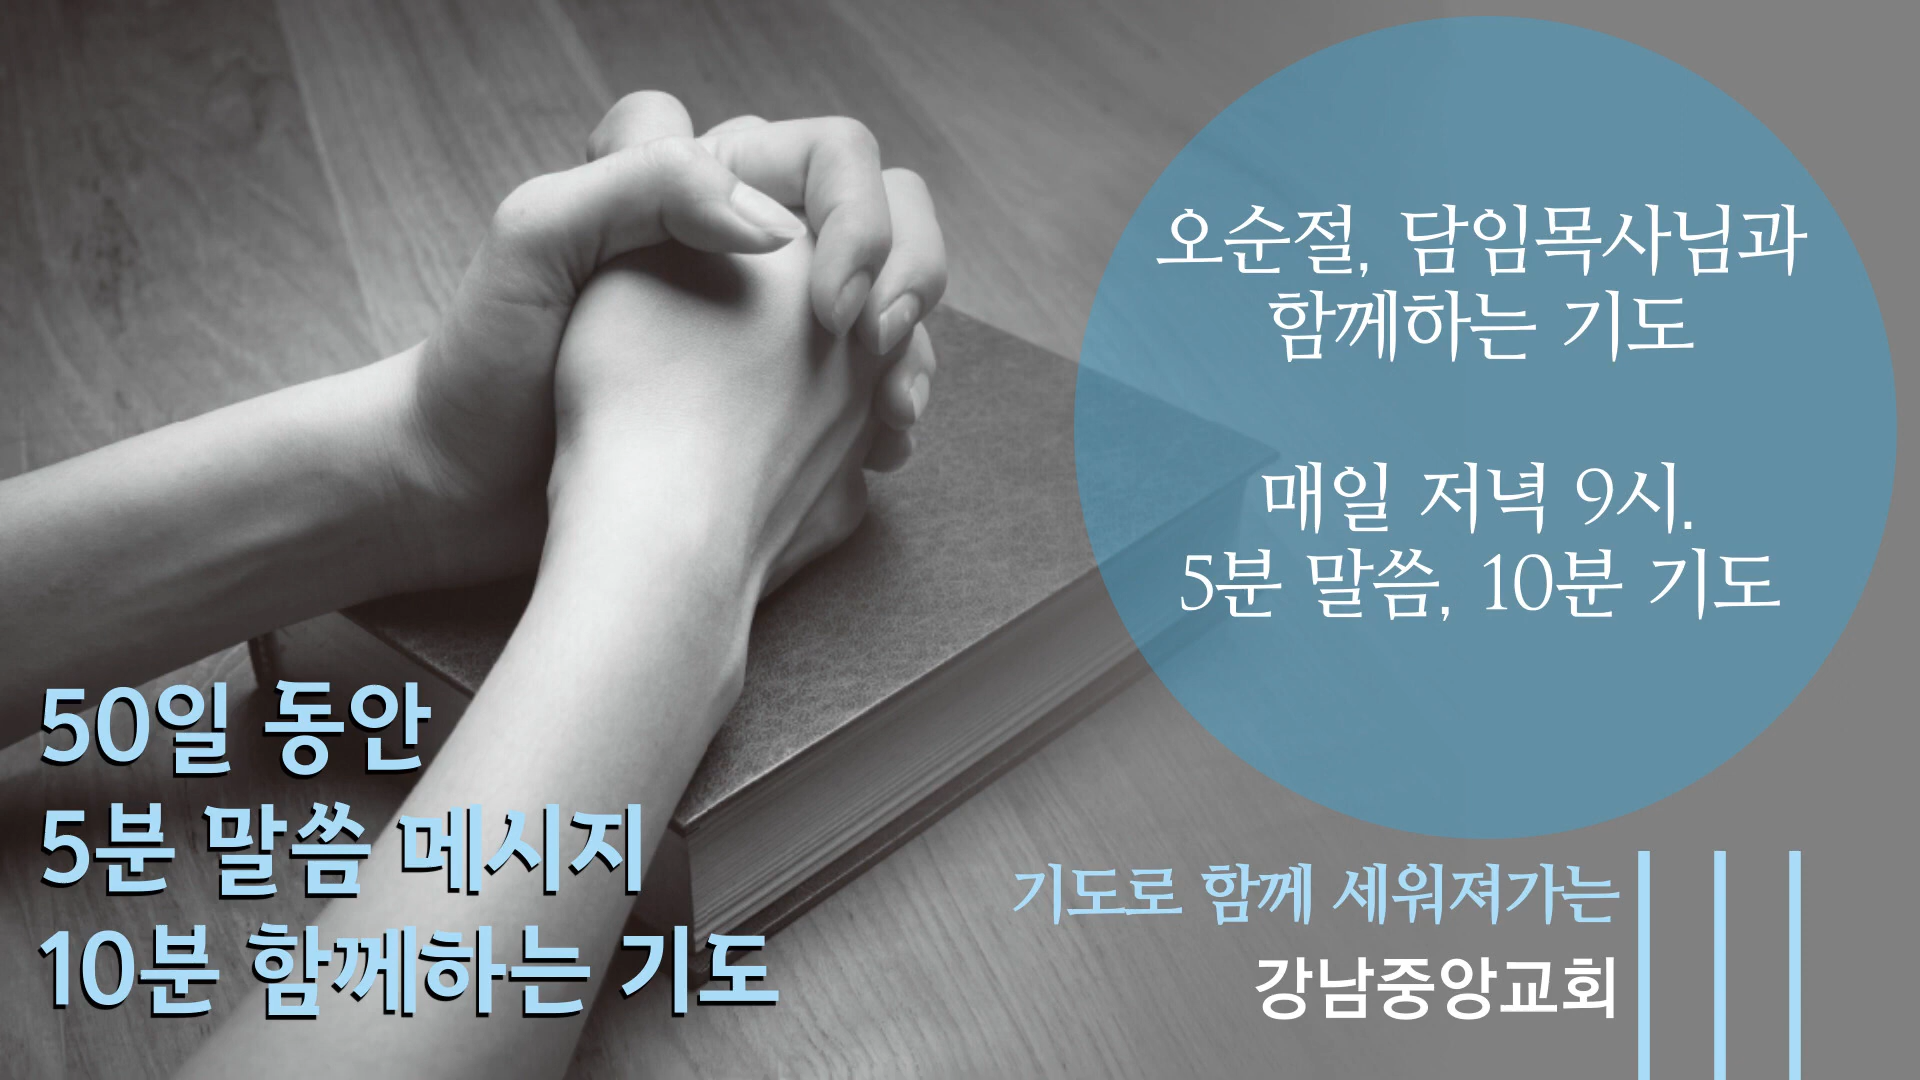 오순절, 담임목사님과
함께하는 기도
매일 저녁 9시.
5분 말씀, 10분 기도
50일 동안
5분 말씀 메시지
10분 함께하는 기도
기도로 함께 세워져가는
강남중앙교회